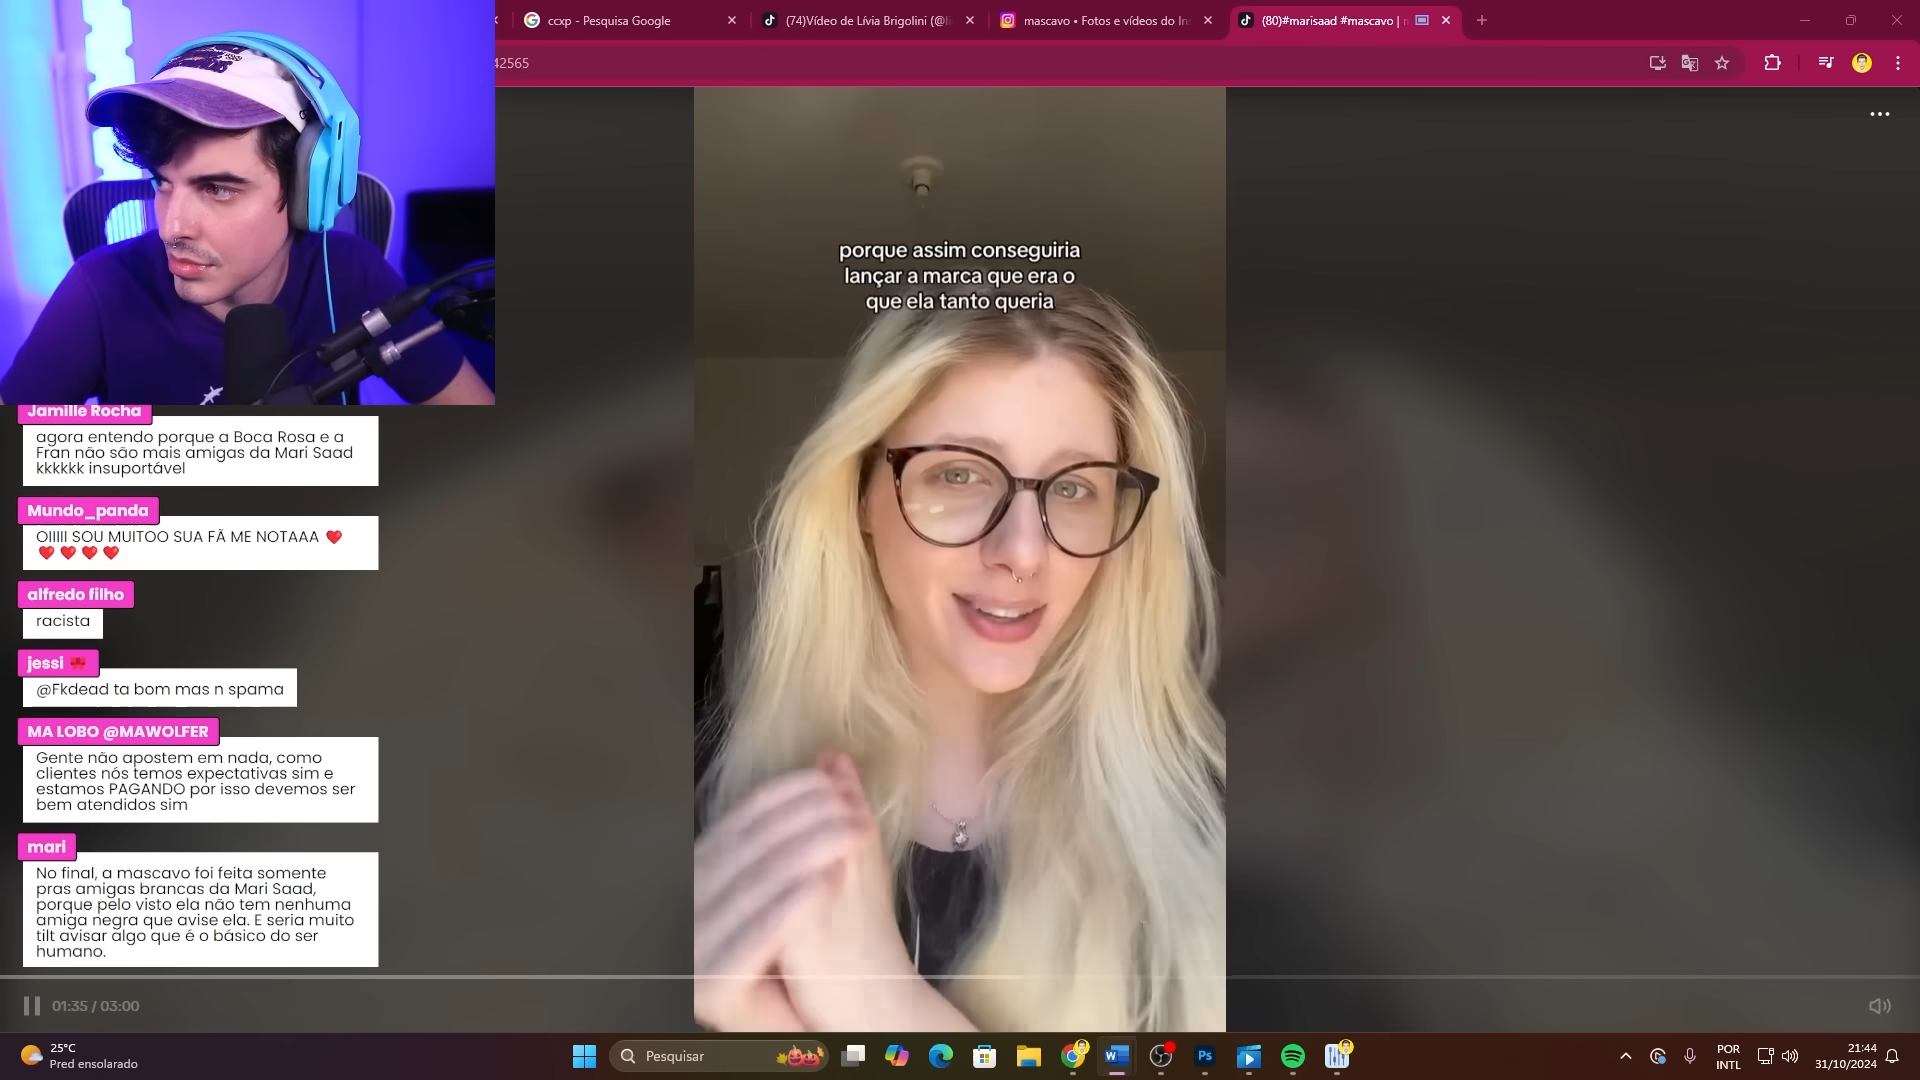 ccxp - Pesquisa Google
(74)Vídeo de Lívia Brigolini (@li
mascavo • Fotos e vídeos do In
(80)#marisaad #mascavo |
42565
porque assim conseguiria
lançar a marca que era o
que ela tanto queria
Jamille Rocha
agora entendo porque a Boca Rosa e a
Fran não são mais amigas da Mari Saad
kkkkkk insuportável
Mundo_panda
OIIIII SOU MUITOO SUA FÃ ME NOTAAA ❤️
❤️ ❤️ ❤️ ❤️
alfredo filho
racista
jessi
@Fkdead ta bom mas n spama
MA LOBO @MAWOLFER
Gente não apostem em nada, como
clientes nós temos expectativas sim e
estamos PAGANDO por isso devemos ser
bem atendidos sim
mari
No final, a mascavo foi feita somente
pras amigas brancas da Mari Saad,
porque pelo visto ela não tem nenhuma
amiga negra que avise ela. E seria muito
tilt avisar algo que é o básico do ser
humano.
01:35 / 03:00
25°C
Pred ensolarado
Pesquisar
Ps
POR
INTL
21:44
31/10/2024